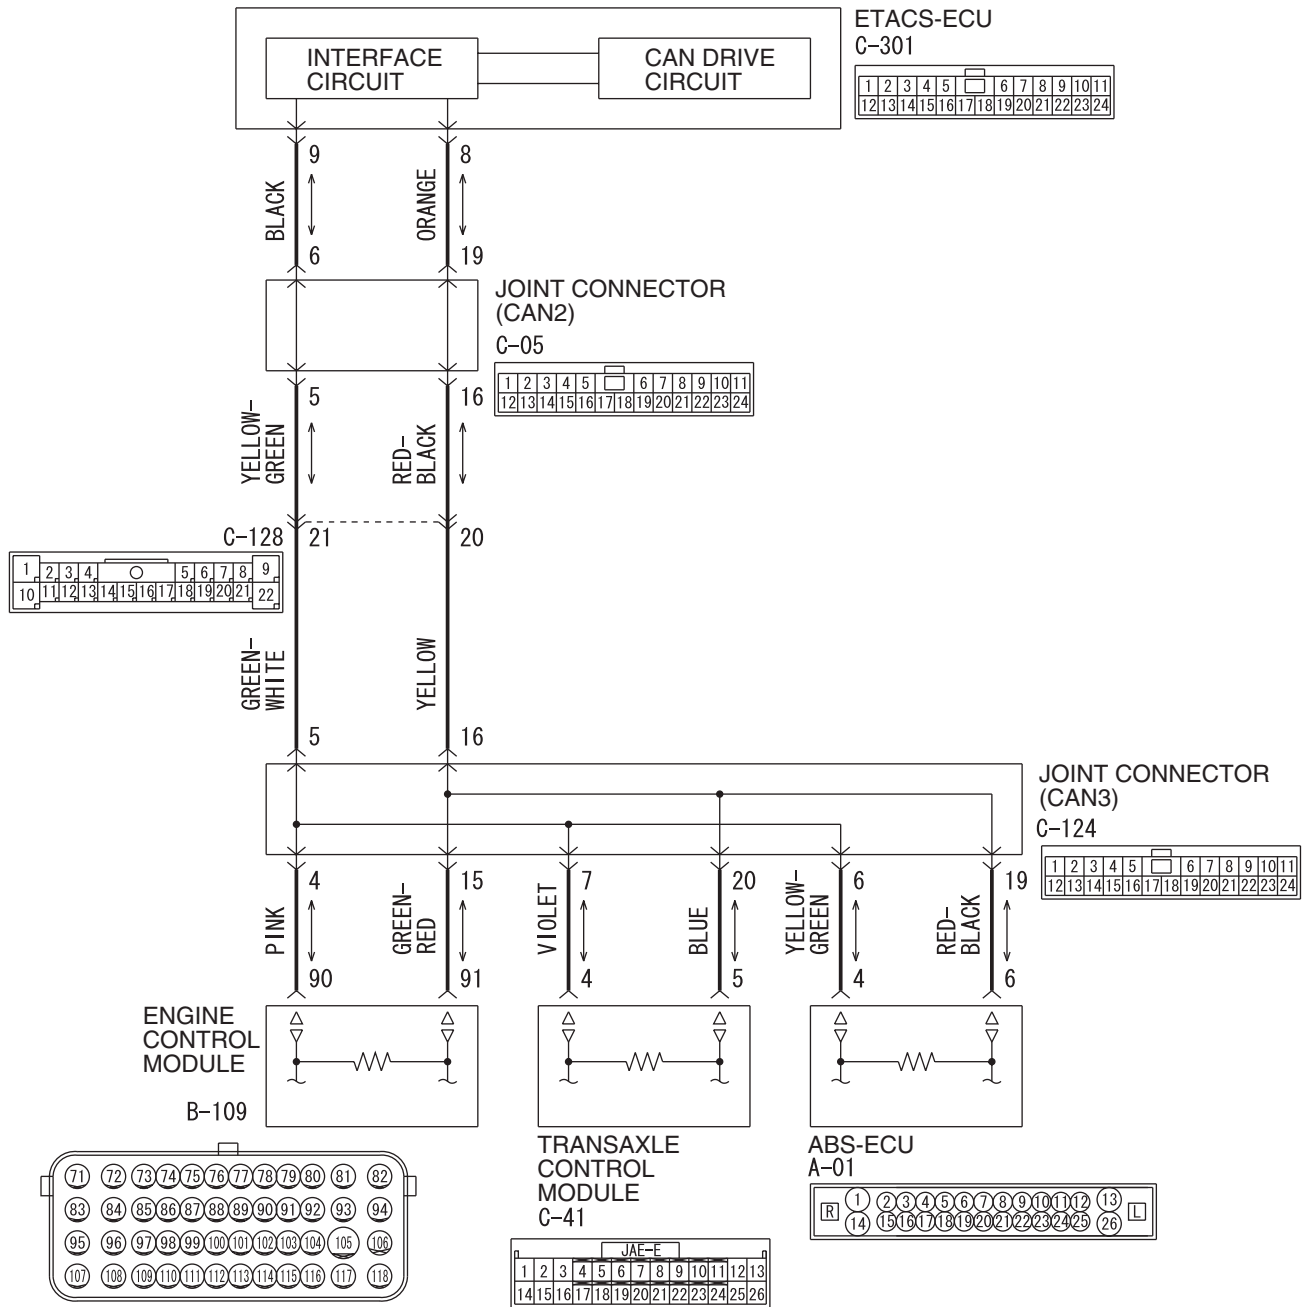 ETACS-ECU
C-301
INTERFACE
CIRCUIT
CAN DRIVE
CIRCUIT
1 2 3 4 5 6 7 8 9 10 11
12 13 14 15 16 17 18 19 20 21 22 23 24
9 8
BLACK ORANGE
6 19
JOINT CONNECTOR
(CAN2)
C-05
1 2 3 4 5 6 7 8 9 10 11
12 13 14 15 16 17 18 19 20 21 22 23 24
5 16
YELLOW-
GREEN
RED-
BLACK
C-128 21 20
1 2 3 4 5 6 7 8 9
10 11 12 13 14 15 16 17 18 19 20 21 22
GREEN-
WHITE
YELLOW
5 16
JOINT CONNECTOR
(CAN3)
C-124
1 2 3 4 5 6 7 8 9 10 11
12 13 14 15 16 17 18 19 20 21 22 23 24
4 15 7 20 6 19
PINK
GREEN-
RED
VIOLET
BLUE
YELLOW-
GREEN
RED-
BLACK
90 91 4 5 4 6
ENGINE
CONTROL
MODULE
B-109
71 72 73 74 75 76 77 78 79 80 81 82
83 84 85 86 87 88 89 90 91 92 93 94
95 96 97 98 99 100 101 102 103 104 105 106
107 108 109 110 111 112 113 114 115 116 117 118
TRANSAXLE
CONTROL
MODULE
C-41
JAE-E
1 2 3 4 5 6 7 8 9 10 11 12 13
14 15 16 17 18 19 20 21 22 23 24 25 26
ABS-ECU
A-01
R 1 2 3 4 5 6 7 8 9 10 11 12 13 L
14 15 16 17 18 19 20 21 22 23 24 25 26